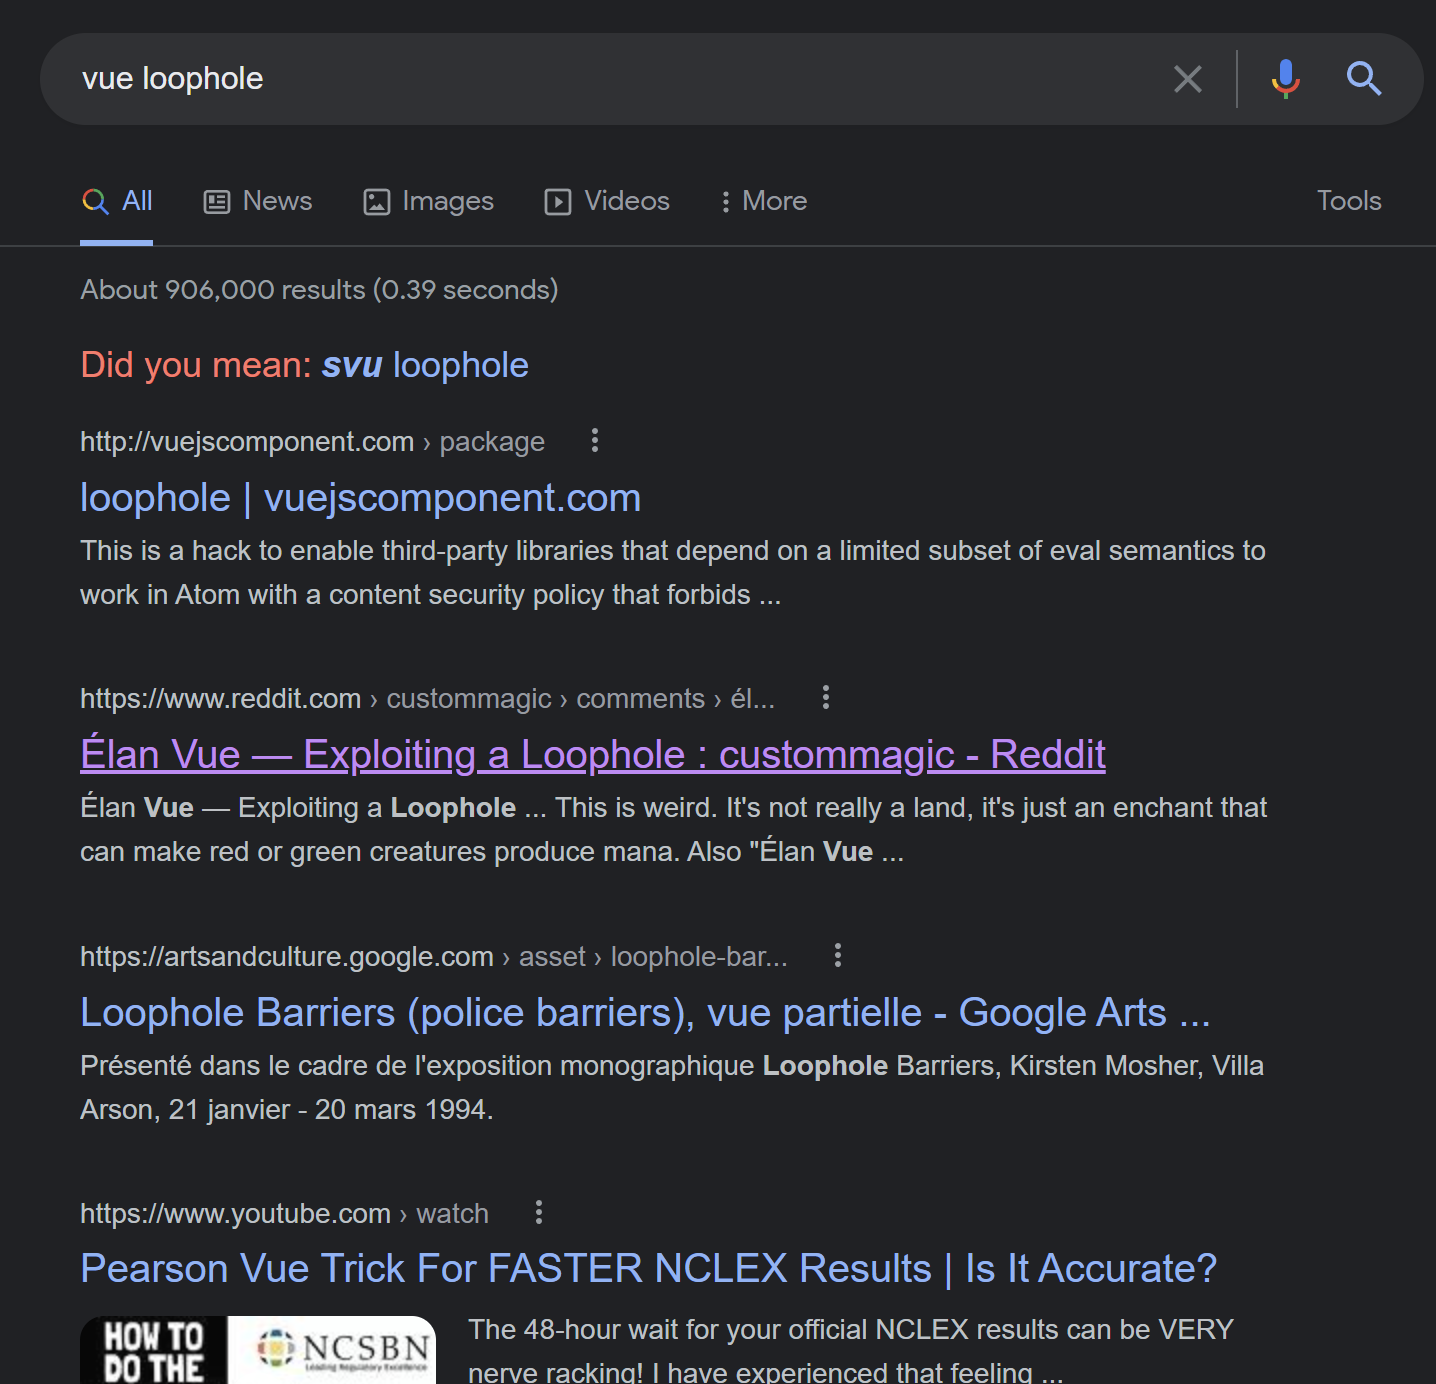 vue loophole
All News Images Videos More Tools
About 906,000 results (0.39 seconds)
Did you mean: svu loophole
http://vuejscomponent.com › package
loophole | vuejscomponent.com
This is a hack to enable third-party libraries that depend on a limited subset of eval semantics to
work in Atom with a content security policy that forbids ...
https://www.reddit.com › custommagic › comments › él...
Élan Vue — Exploiting a Loophole : custommagic - Reddit
Élan Vue — Exploiting a Loophole ... This is weird. It's not really a land, it's just an enchant that
can make red or green creatures produce mana. Also "Élan Vue ...
https://artsandculture.google.com › asset › loophole-bar...
Loophole Barriers (police barriers), vue partielle - Google Arts ...
Présenté dans le cadre de l'exposition monographique Loophole Barriers, Kirsten Mosher, Villa
Arson, 21 janvier - 20 mars 1994.
https://www.youtube.com › watch
Pearson Vue Trick For FASTER NCLEX Results | Is It Accurate?
HOW TO
DO THE
NCSBN
Leading Regulatory Excellence
The 48-hour wait for your official NCLEX results can be VERY
nerve racking! I have experienced that feeling ...